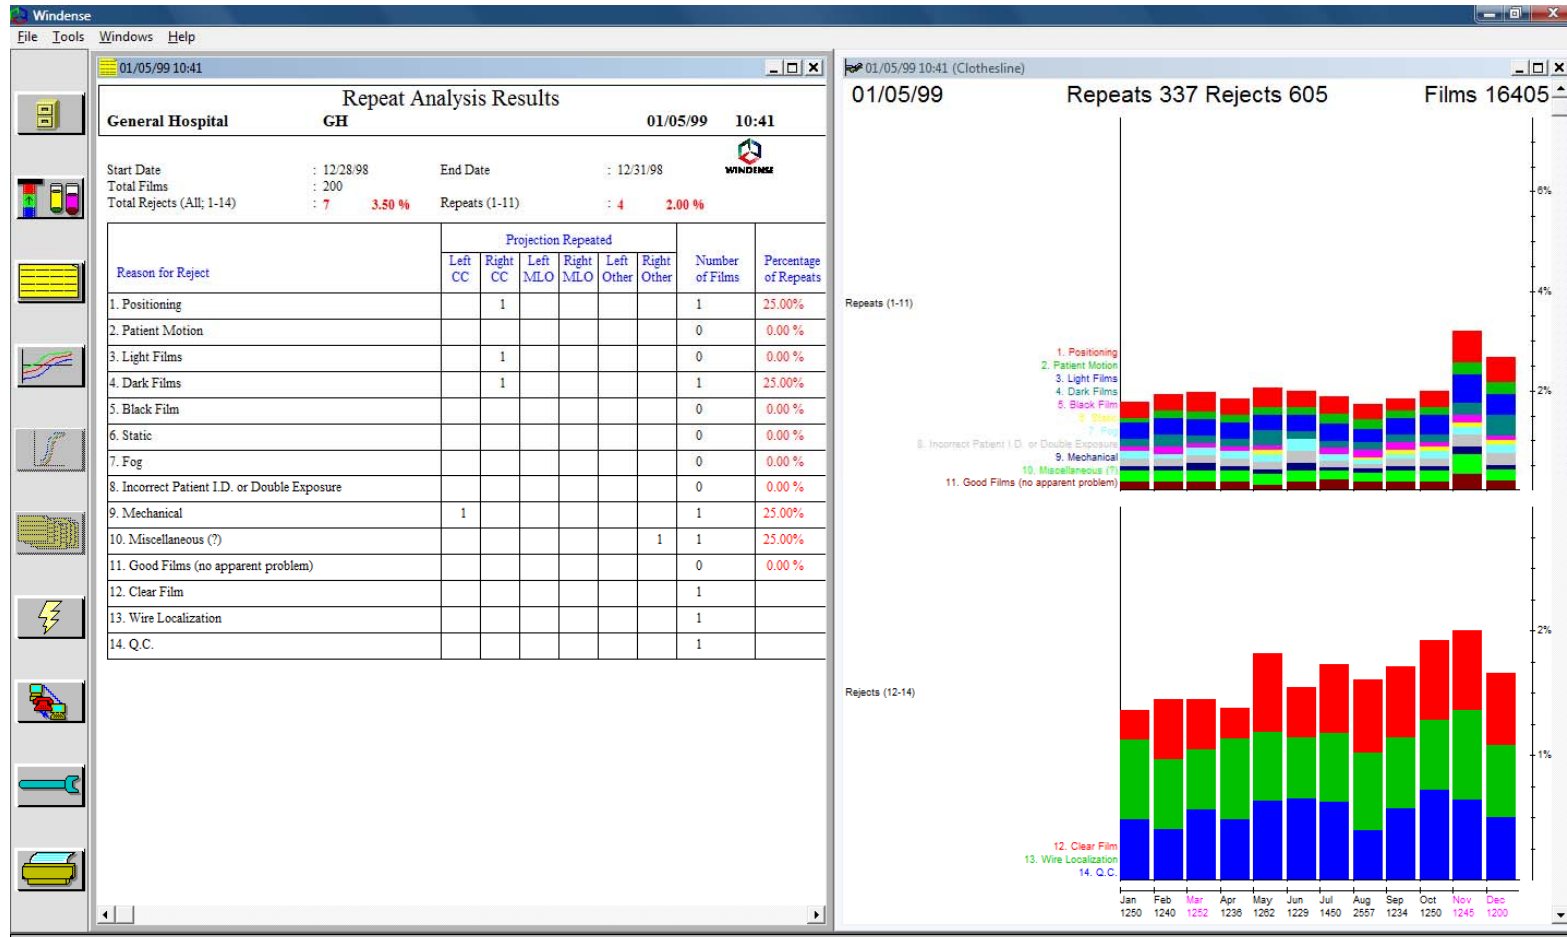 Windense
File Tools Windows Help
01/05/99 10:41
Repeat Analysis Results
General Hospital GH 01/05/99 10:41
WINDENSE
Start Date : 12/28/98 End Date : 12/31/98
Total Films : 200
Total Rejects (All; 1-14) : 7 3.50 % Repeats (1-11) : 4 2.00 %
Projection Repeated
Reason for Reject Left CC Right CC Left MLO Right MLO Left Other Right Other Number of Films Percentage of Repeats
1. Positioning 1 1 25.00%
2. Patient Motion 0 0.00 %
3. Light Films 1 0 0.00 %
4. Dark Films 1 1 25.00%
5. Black Film 0 0.00 %
6. Static 0 0.00 %
7. Fog 0 0.00 %
8. Incorrect Patient I.D. or Double Exposure 0 0.00 %
9. Mechanical 1 1 25.00%
10. Miscellaneous (?) 1 1 25.00%
11. Good Films (no apparent problem) 0 0.00 %
12. Clear Film 1
13. Wire Localization 1
14. Q.C. 1
01/05/99 10:41 (Clothesline)
01/05/99 Repeats 337 Rejects 605 Films 16405
6%
4%
2%
Repeats (1-11)
1. Positioning
2. Patient Motion
3. Light Films
4. Dark Films
5. Black Film
6. Static
7. Fog
8. Incorrect Patient I.D. or Double Exposure
9. Mechanical
10. Miscellaneous (?)
11. Good Films (no apparent problem)
2%
1%
Rejects (12-14)
12. Clear Film
13. Wire Localization
14. Q.C.
Jan Feb Mar Apr May Jun Jul Aug Sep Oct Nov Dec
1250 1240 1252 1236 1262 1229 1450 2557 1234 1250 1245 1200